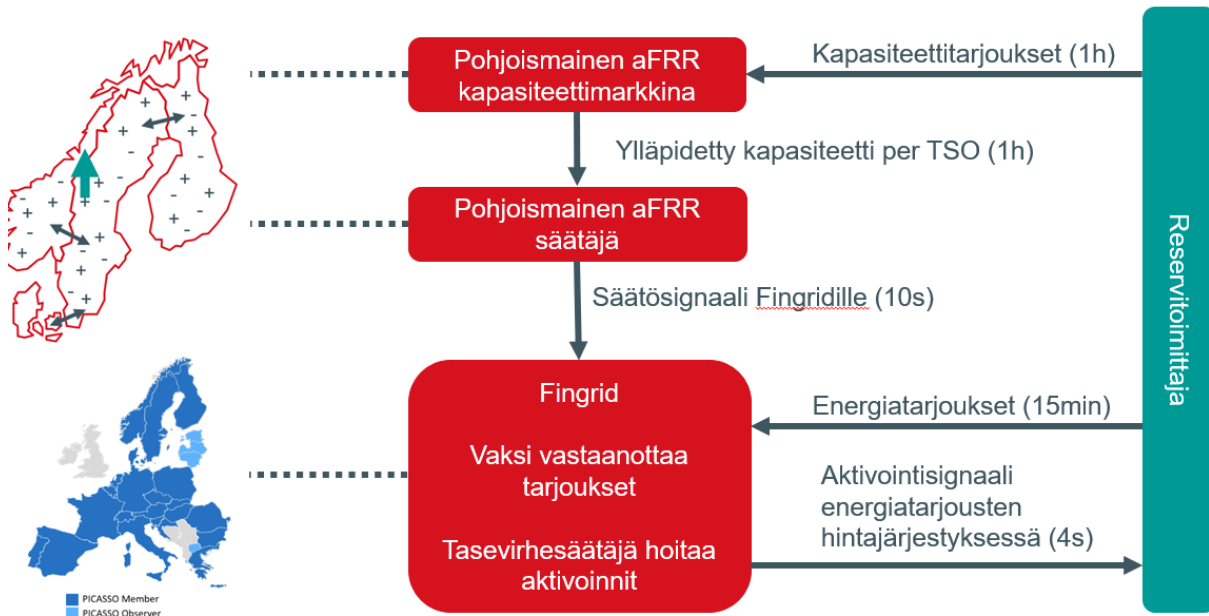 Pohjoismainen aFRR
kapasiteettimarkkina
Kapasiteettitarjoukset (1h)
Ylläpidetty kapasiteetti per TSO (1h)
Pohjoismainen aFRR
säätäjä
Säätösignaali Fingridille (10s)
Fingrid
Vaksi vastaanottaa
tarjoukset
Tasevirhesäätäjä hoitaa
aktivoinnit
Energiatarjoukset (15min)
Aktivointisignaali
energiatarjousten
hintajärjestyksessä (4s)
Reservitoimittaja
PICASSO Member
PICASSO Observer